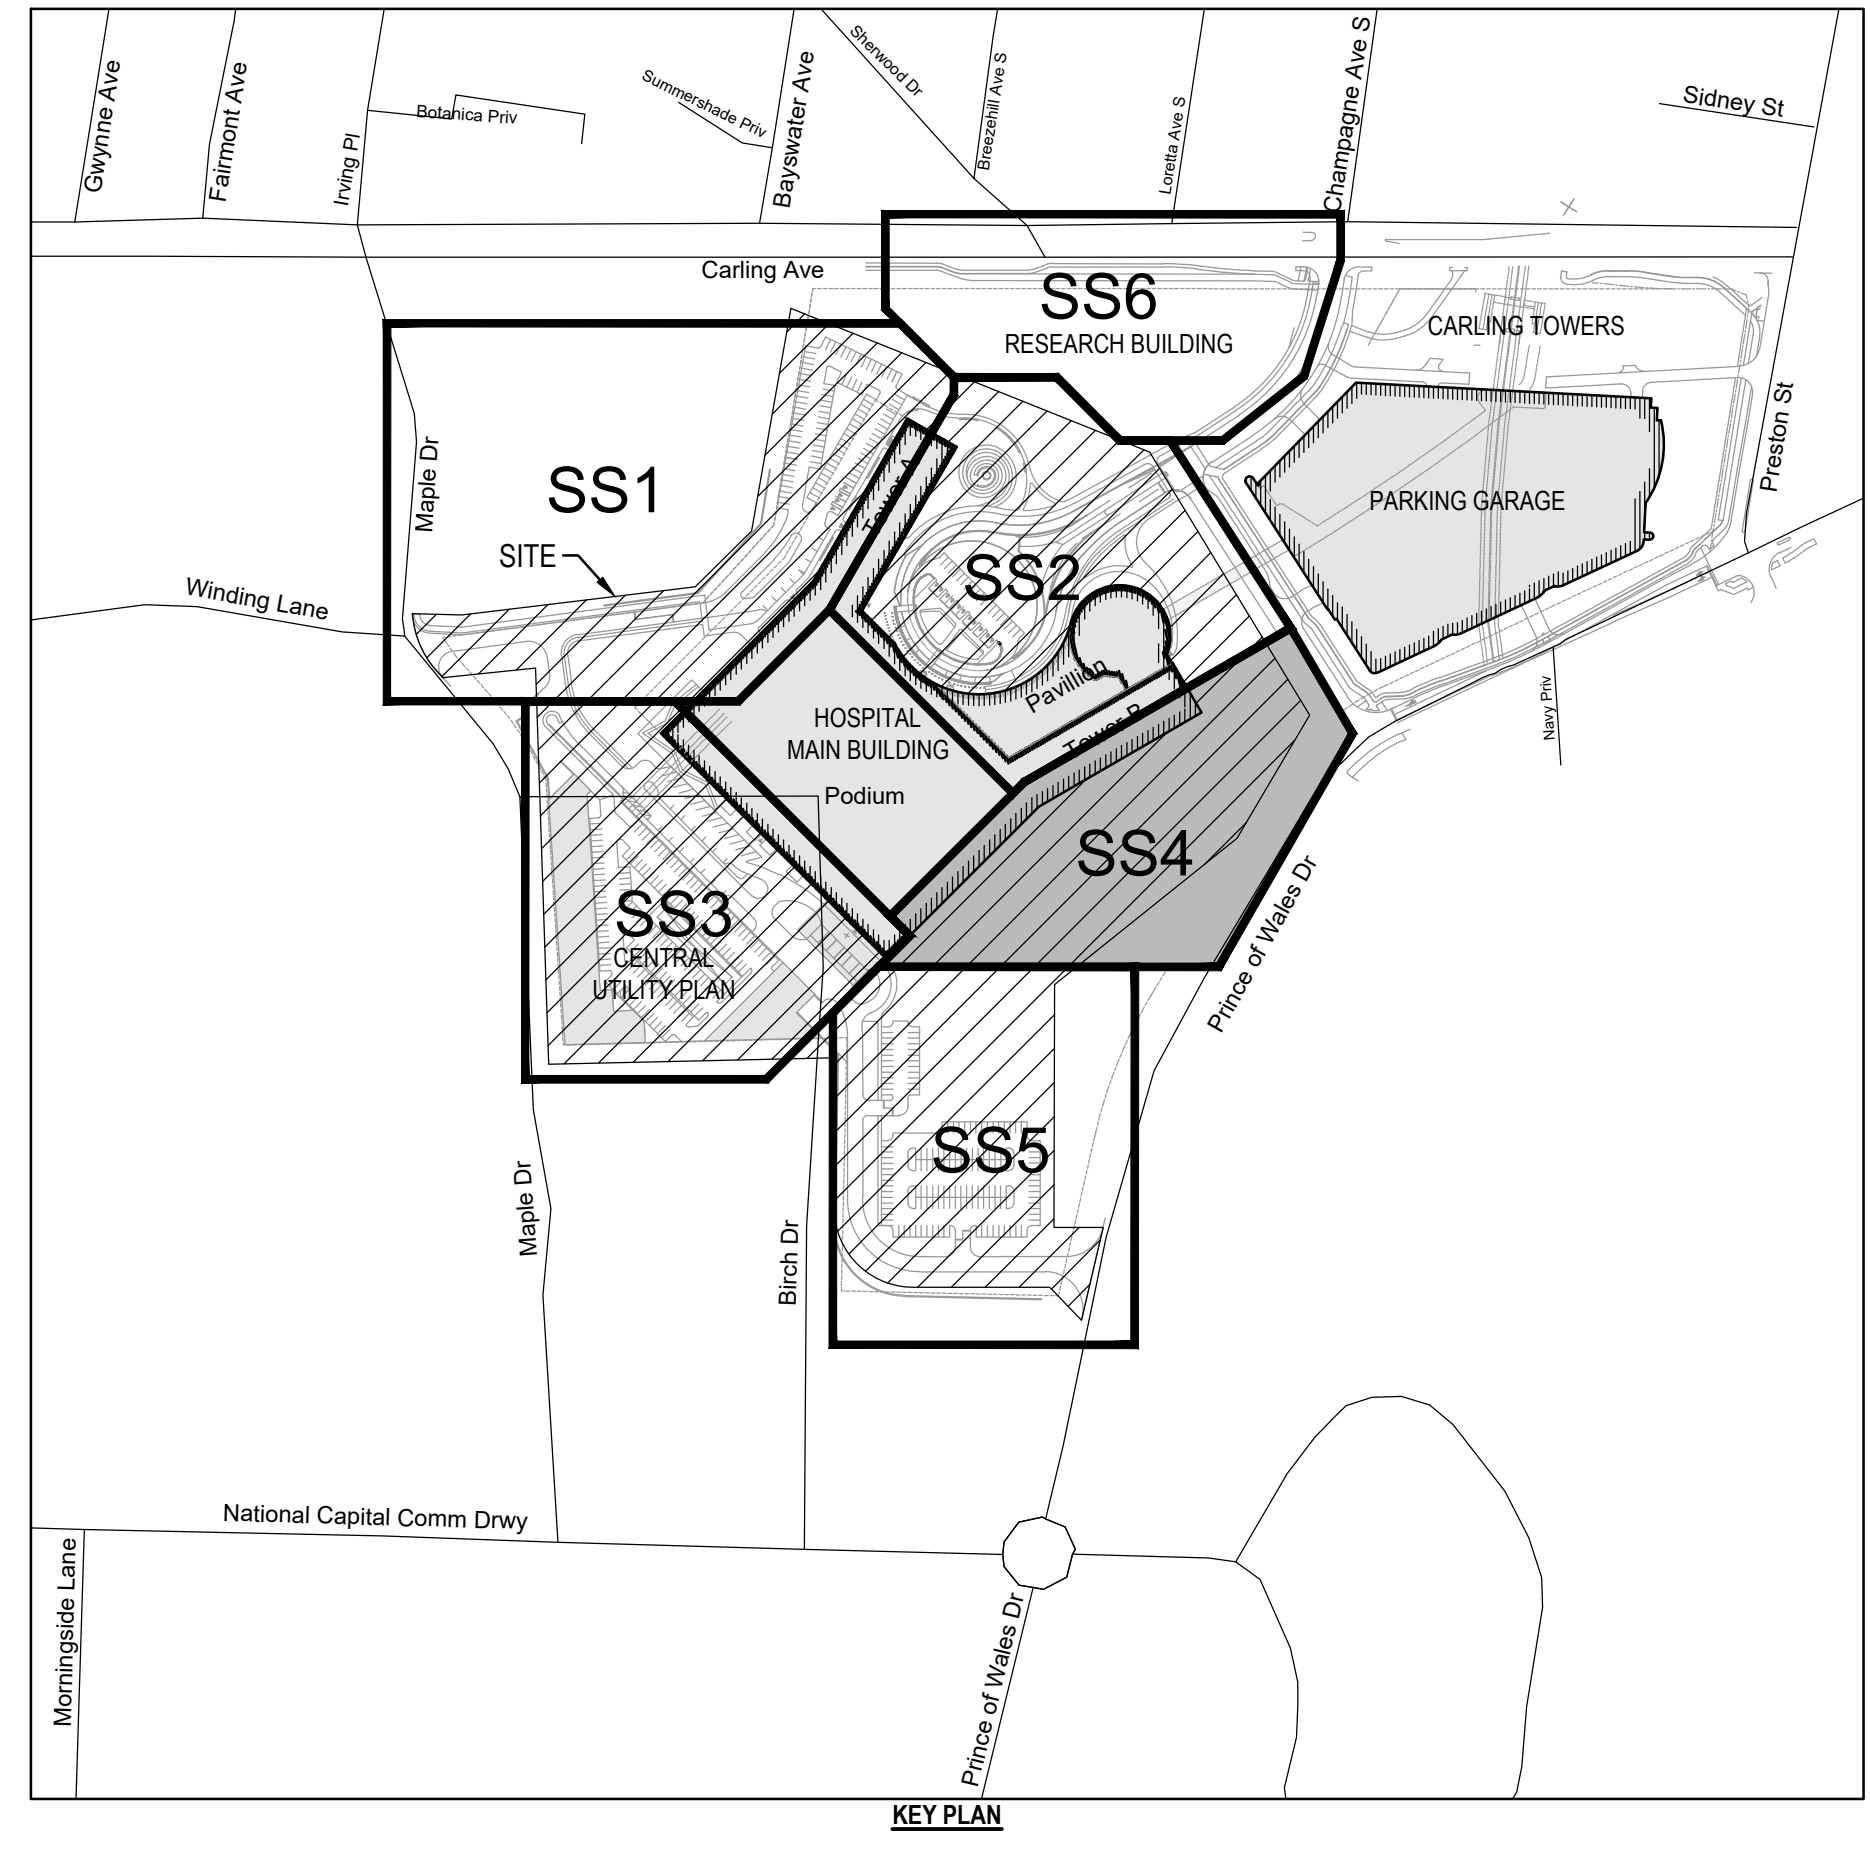 Gwynne Ave
Fairmont Ave
Irving Pl
Botanica Priv
Summershade Priv
Bayswater Ave
Sherwood Dr
Breezehill Ave S
Loretta Ave S
Champagne Ave S
Sidney St
Carling Ave
SS6
RESEARCH BUILDING
CARLING TOWERS
Preston St
Maple Dr
SS1
Tower A
PARKING GARAGE
SITE
SS2
Winding Lane
Pavillion
Navy Priv
HOSPITAL
MAIN BUILDING
Tower B
Podium
SS4
SS3
CENTRAL
UTILITY PLAN
Prince of Wales Dr
SS5
Maple Dr
Birch Dr
National Capital Comm Drwy
Morningside Lane
Prince of Wales Dr
KEY PLAN